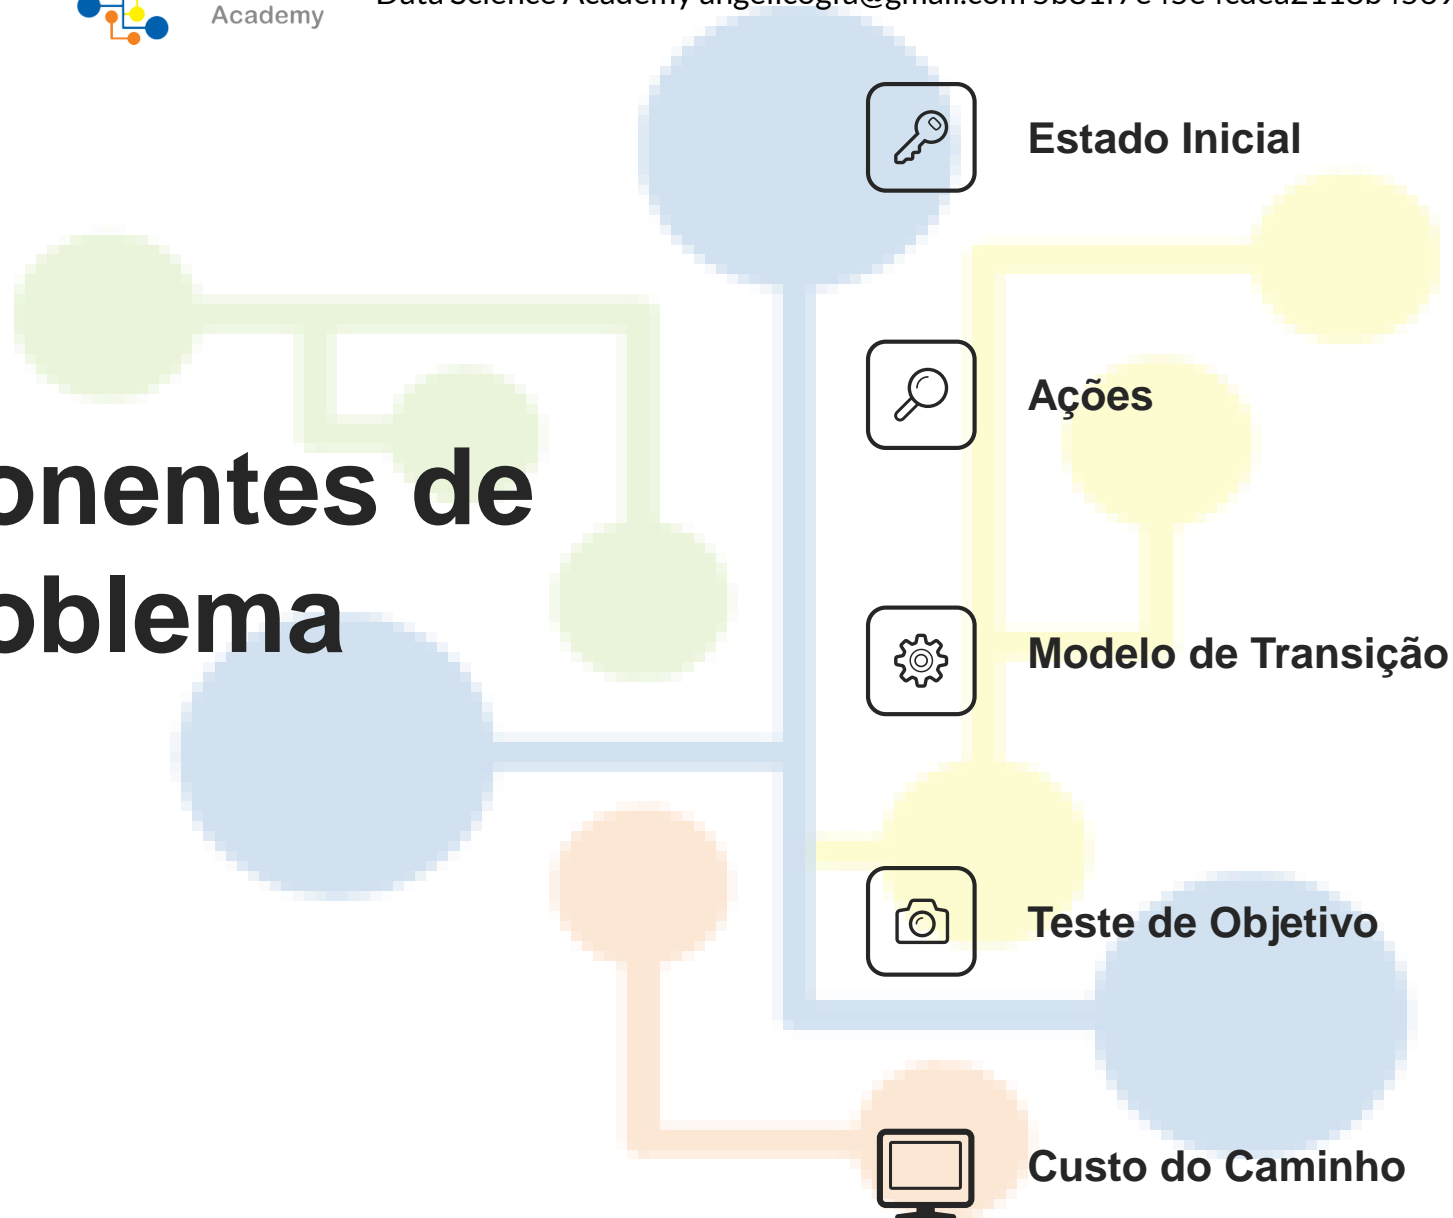 Academy
onentes de
oblema
Estado Inicial
Ações
Modelo de Transição
Teste de Objetivo
Custo do Caminho